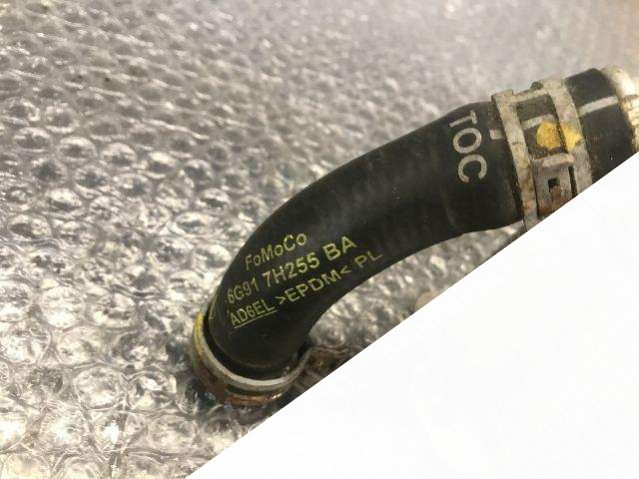 FoMoCo
6G91 7H255 BA
AD6EL >EPDM< PL
TOC